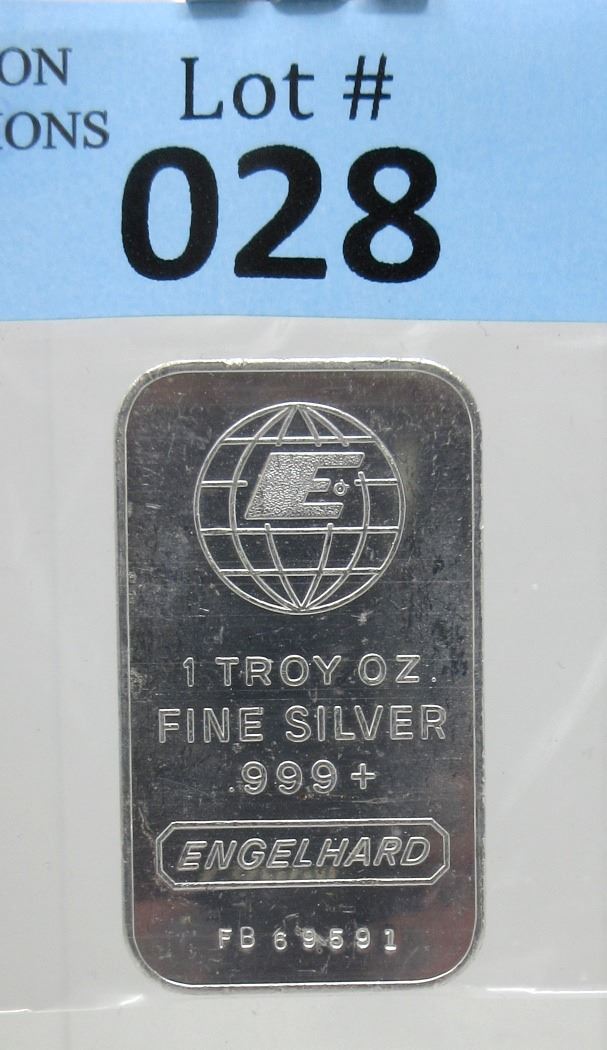 ON
IONS
Lot #
028
E
1 TROY OZ.
FINE SILVER
.999+
ENGELHARD
FB 69591